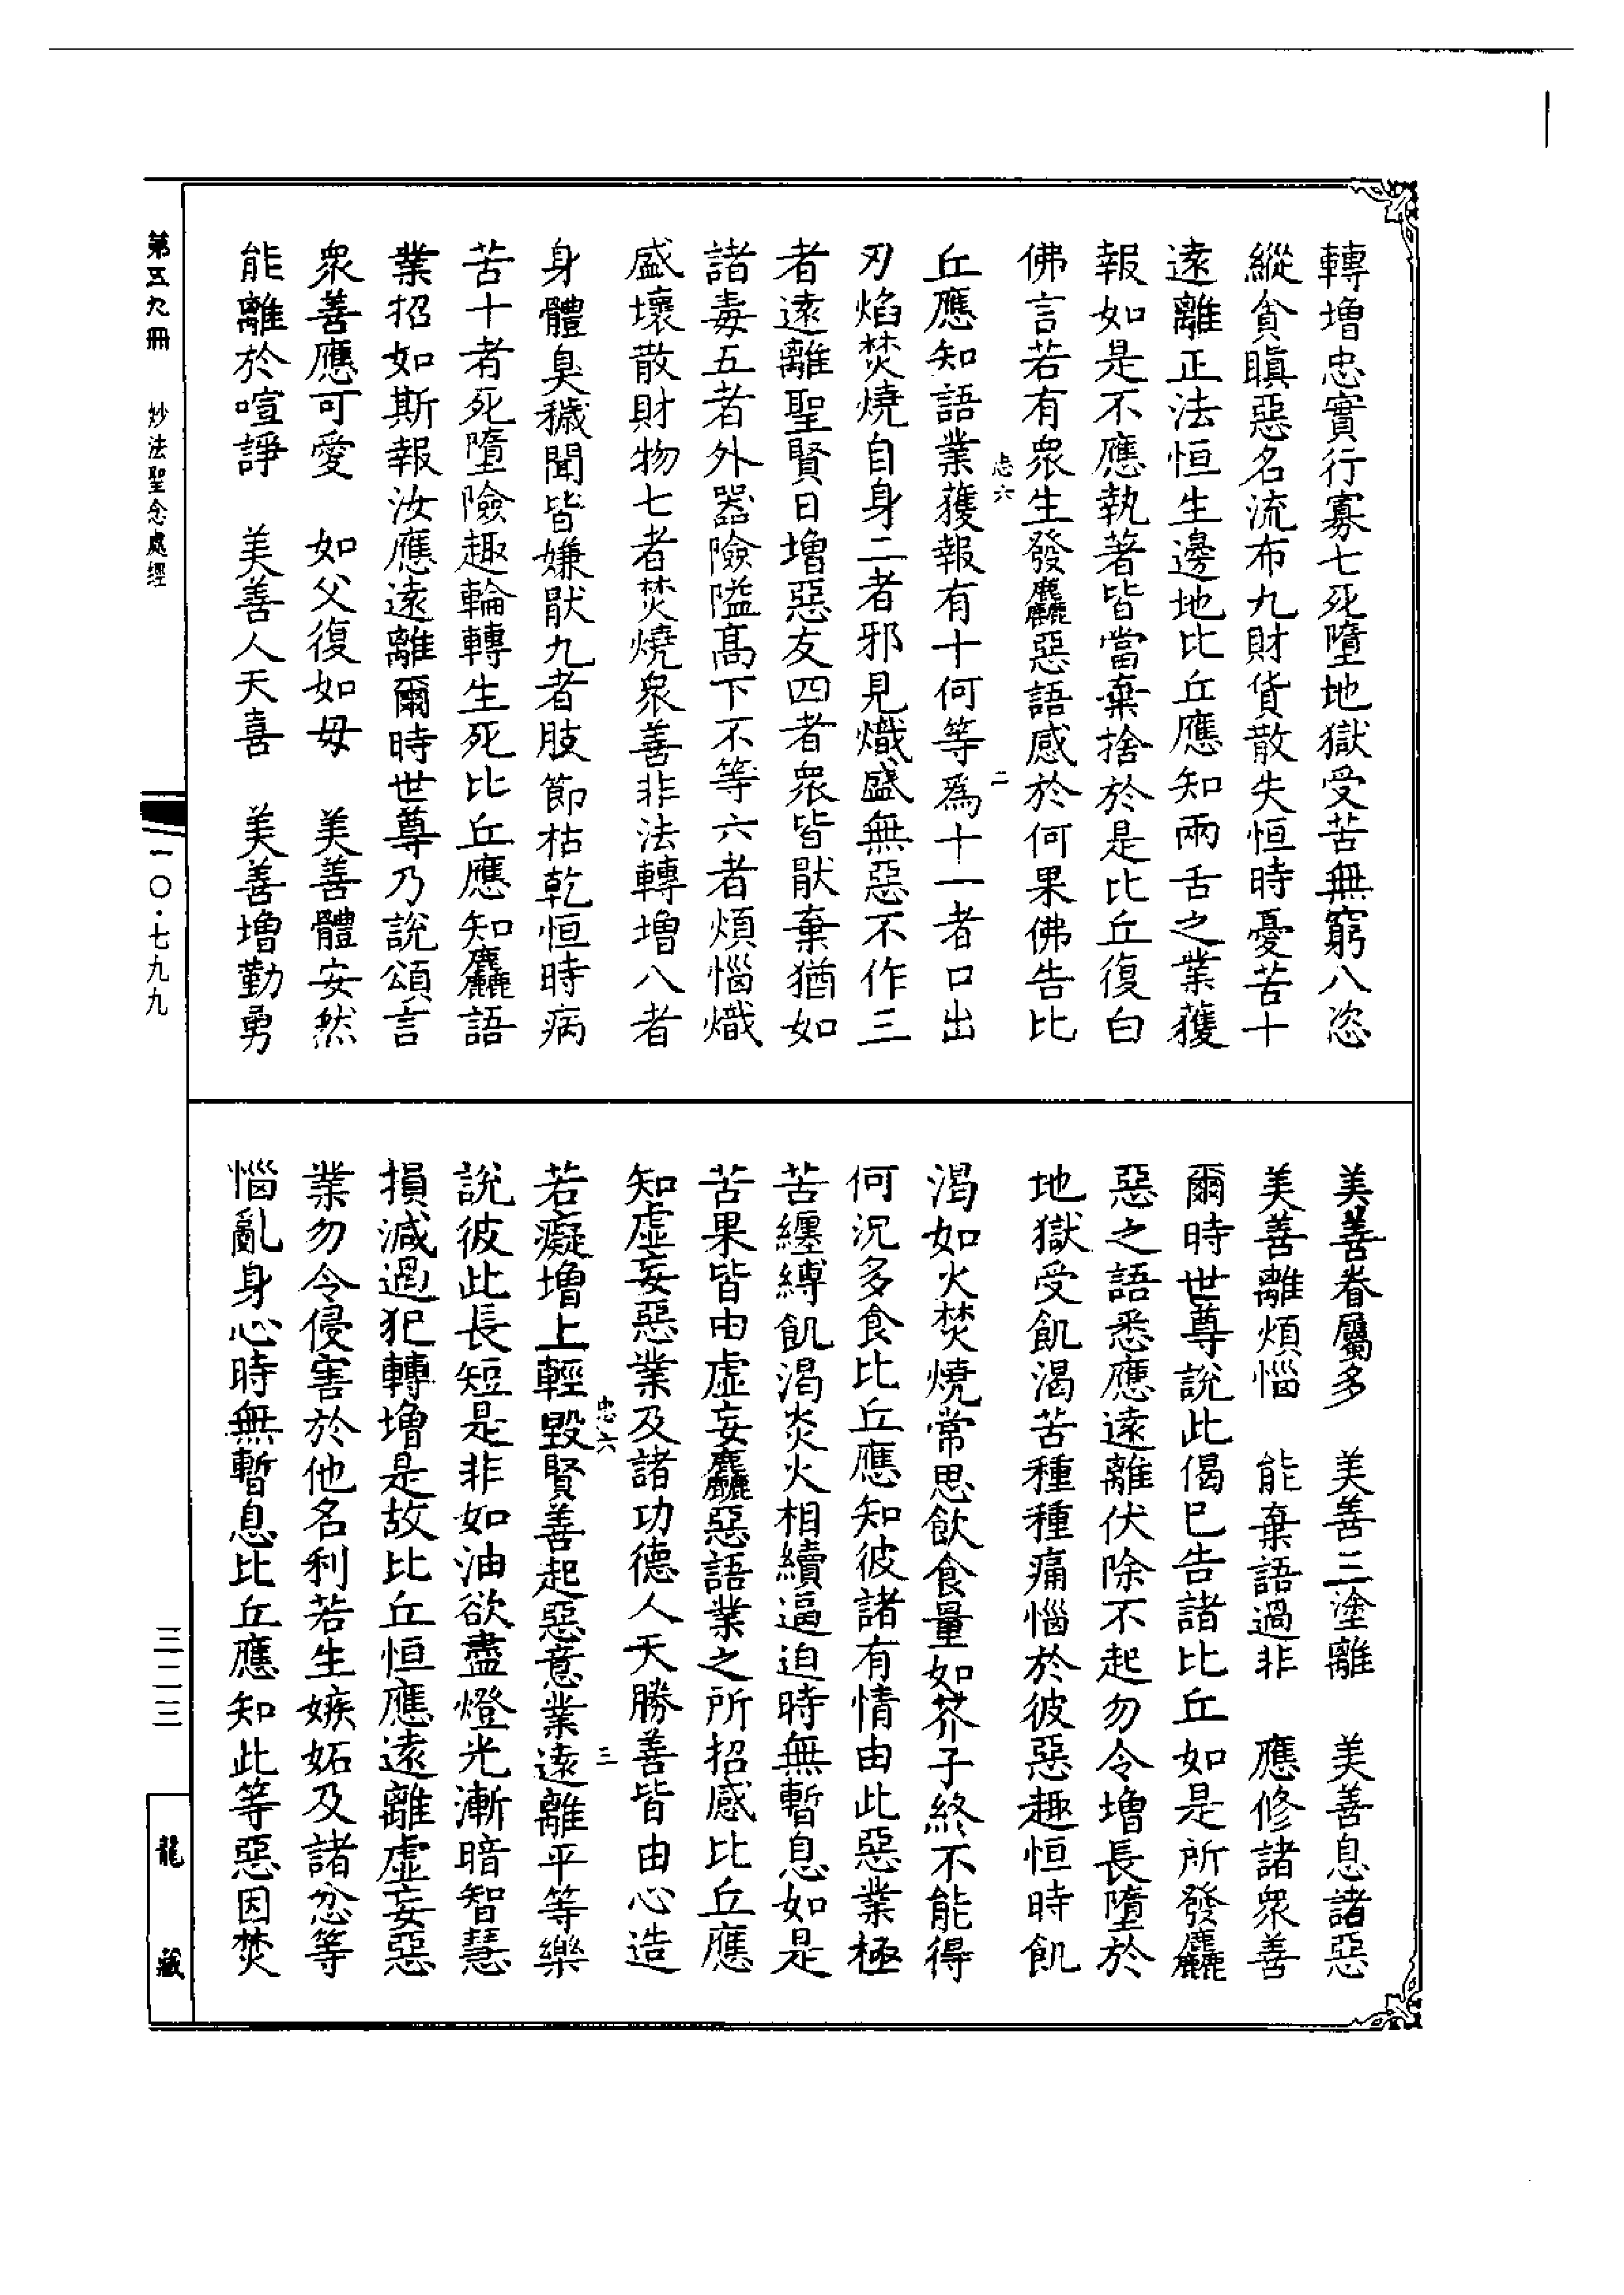 轉增忠實行寡七死墮地獄受苦無窮八恣
縱貪瞋惡名流布九財貨散失恒時憂苦十
遠離正法恒生邊地比丘應知兩舌之業獲
報如是不應執著皆當棄捨於是比丘復白
佛言若有衆生發麤惡語感於何果佛告比
忠六 二
丘應知語業獲報有十何等爲十一者口出
刃焰焚燒自身二者邪見熾盛無惡不作三
者遠離聖賢日增惡友四者衆皆猒棄猶如
諸毒五者外器險隘高下不等六者煩惱熾
盛壞散財物七者焚燒衆善非法轉增八者
身體臭穢聞皆嫌猒九者肢節枯乾恒時病
苦十者死墮險趣輪轉生死比丘應知麤語
業招如斯報汝應遠離爾時世尊乃說頌言
衆善應可愛 如父復如母 美善體安然
能離於喧諍 美善人天喜 美善增勤勇
美善眷屬多 美善三塗離 美善息諸惡
美善離煩惱 能棄語過非 應修諸衆善
爾時世尊說此偈已告諸比丘如是所發麤
惡之語悉應遠離伏除不起勿令增長墮於
地獄受飢渴苦種種痛惱於彼惡趣恒時飢
渴如火焚燒常思飲食量如芥子終不能得
何況多食比丘應知彼諸有情由此惡業極
苦纏縛飢渴炎火相續逼迫時無暫息如是
苦果皆由虛妄麤惡語業之所招感比丘應
知虛妄惡業及諸功德人天勝善皆由心造
忠六 三
若癡增上輕毀賢善起惡意業遠離平等樂
說彼此長短是非如油欲盡燈光漸暗智慧
損減過犯轉增是故比丘恒應遠離虛妄惡
業勿令侵害於他名利若生嫉妬及諸忿等
惱亂身心時無暫息比丘應知此等惡因焚
第五九冊 妙法聖念處經
一〇·七九九
三二三
龍藏